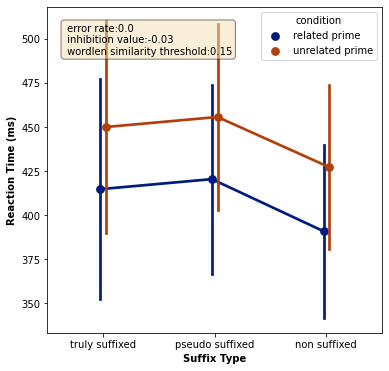 error rate:0.0
inhibition value:-0.03
wordlen similarity threshold:0.15
condition
related prime
unrelated prime
500
475
450
425
400
375
350
Reaction Time (ms)
truly suffixed
pseudo suffixed
non suffixed
Suffix Type